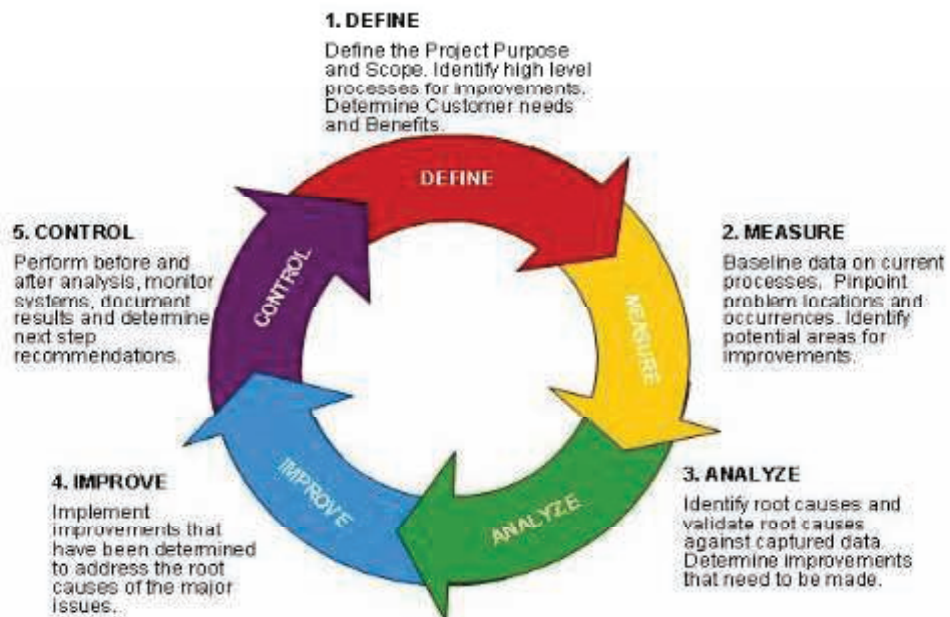 1. DEFINE
Define the Project Purpose
and Scope. Identify high level
processes for improvements.
Determine Customer needs
and Benefits.
DEFINE
5. CONTROL
Perform before and
after analysis, monitor
systems, document
results and determine
next step
recommendations.
CONTROL
2. MEASURE
Baseline data on current
processes. Pinpoint
problem locations and
occurrences. Identify
potential areas for
improvements.
MEASURE
3. ANALYZE
Identify root causes and
validate root causes
against captured data.
Determine improvements
that need to be made.
ANALYZE
4. IMPROVE
Implement
improvements that
have been determined
to address the root
causes of the major
issues.
IMPROVE